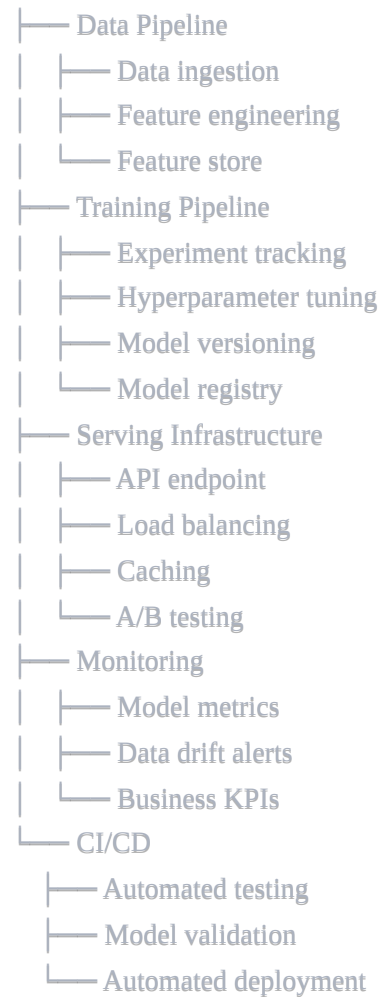 ├── Data Pipeline
│   ├── Data ingestion
│   ├── Feature engineering
│   └── Feature store
├── Training Pipeline
│   ├── Experiment tracking
│   ├── Hyperparameter tuning
│   ├── Model versioning
│   └── Model registry
├── Serving Infrastructure
│   ├── API endpoint
│   ├── Load balancing
│   ├── Caching
│   └── A/B testing
├── Monitoring
│   ├── Model metrics
│   ├── Data drift alerts
│   └── Business KPIs
└── CI/CD
    ├── Automated testing
    ├── Model validation
    └── Automated deployment